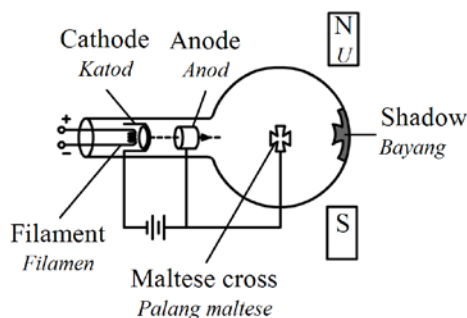 Cathode
Katod
Anode
Anod
N
U
+
–
Shadow
Bayang
Filament
Filamen
S
Maltese cross
Palang maltese